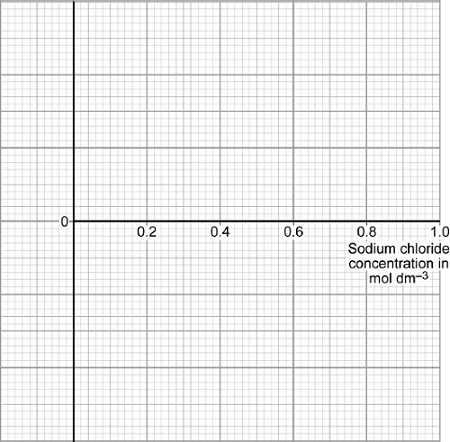 0
0.2 0.4 0.6 0.8 1.0
Sodium chloride
concentration in
mol dm⁻³